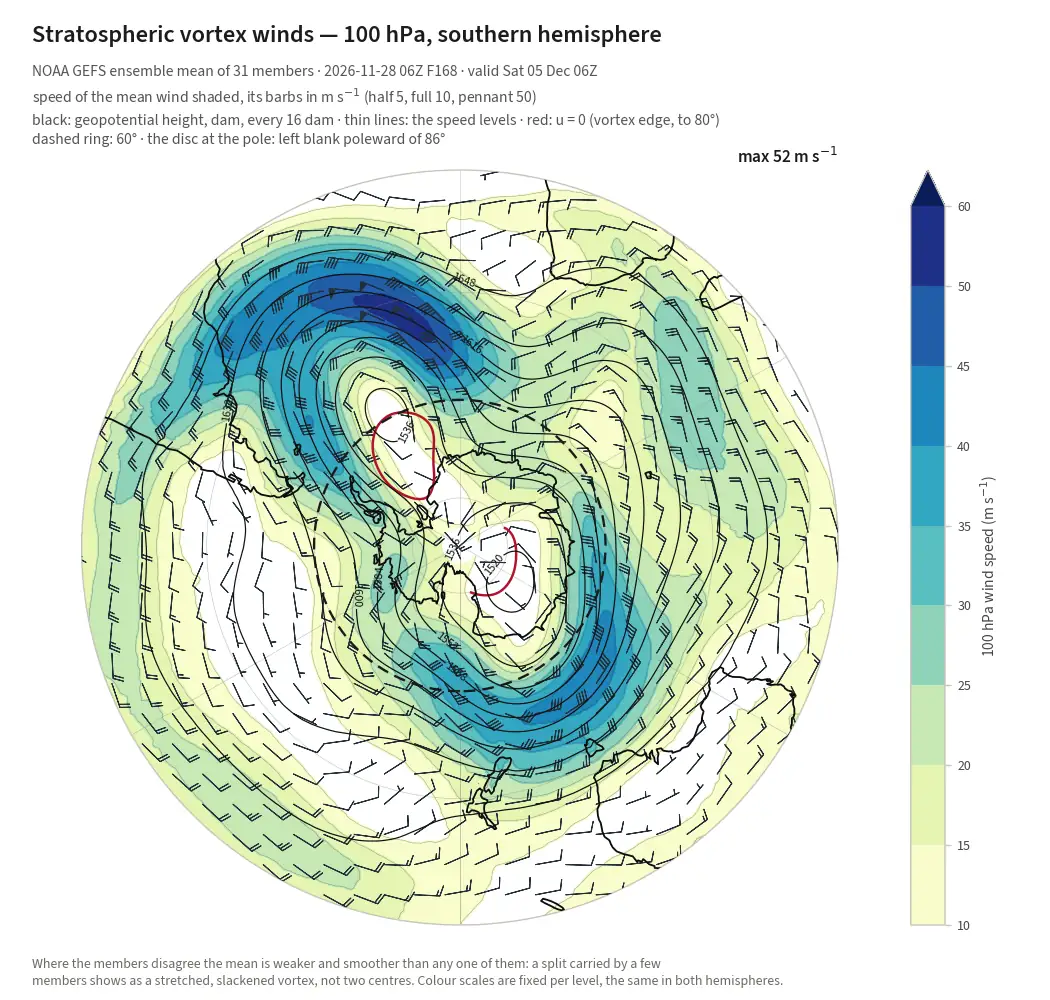 Stratospheric vortex winds — 100 hPa, southern hemisphere
NOAA GEFS ensemble mean of 31 members · 2026-11-28 06Z F168 · valid Sat 05 Dec 06Z
speed of the mean wind shaded, its barbs in m s⁻¹ (half 5, full 10, pennant 50)
black: geopotential height, dam, every 16 dam · thin lines: the speed levels · red: u = 0 (vortex edge, to 80°)
dashed ring: 60° · the disc at the pole: left blank poleward of 86°
max 52 m s⁻¹
60
50
45
40
35
30
25
20
15
10
100 hPa wind speed (m s⁻¹)
1648
1536
1536
1520
1600
Where the members disagree the mean is weaker and smoother than any one of them: a split carried by a few
members shows as a stretched, slackened vortex, not two centres. Colour scales are fixed per level, the same in both hemispheres.